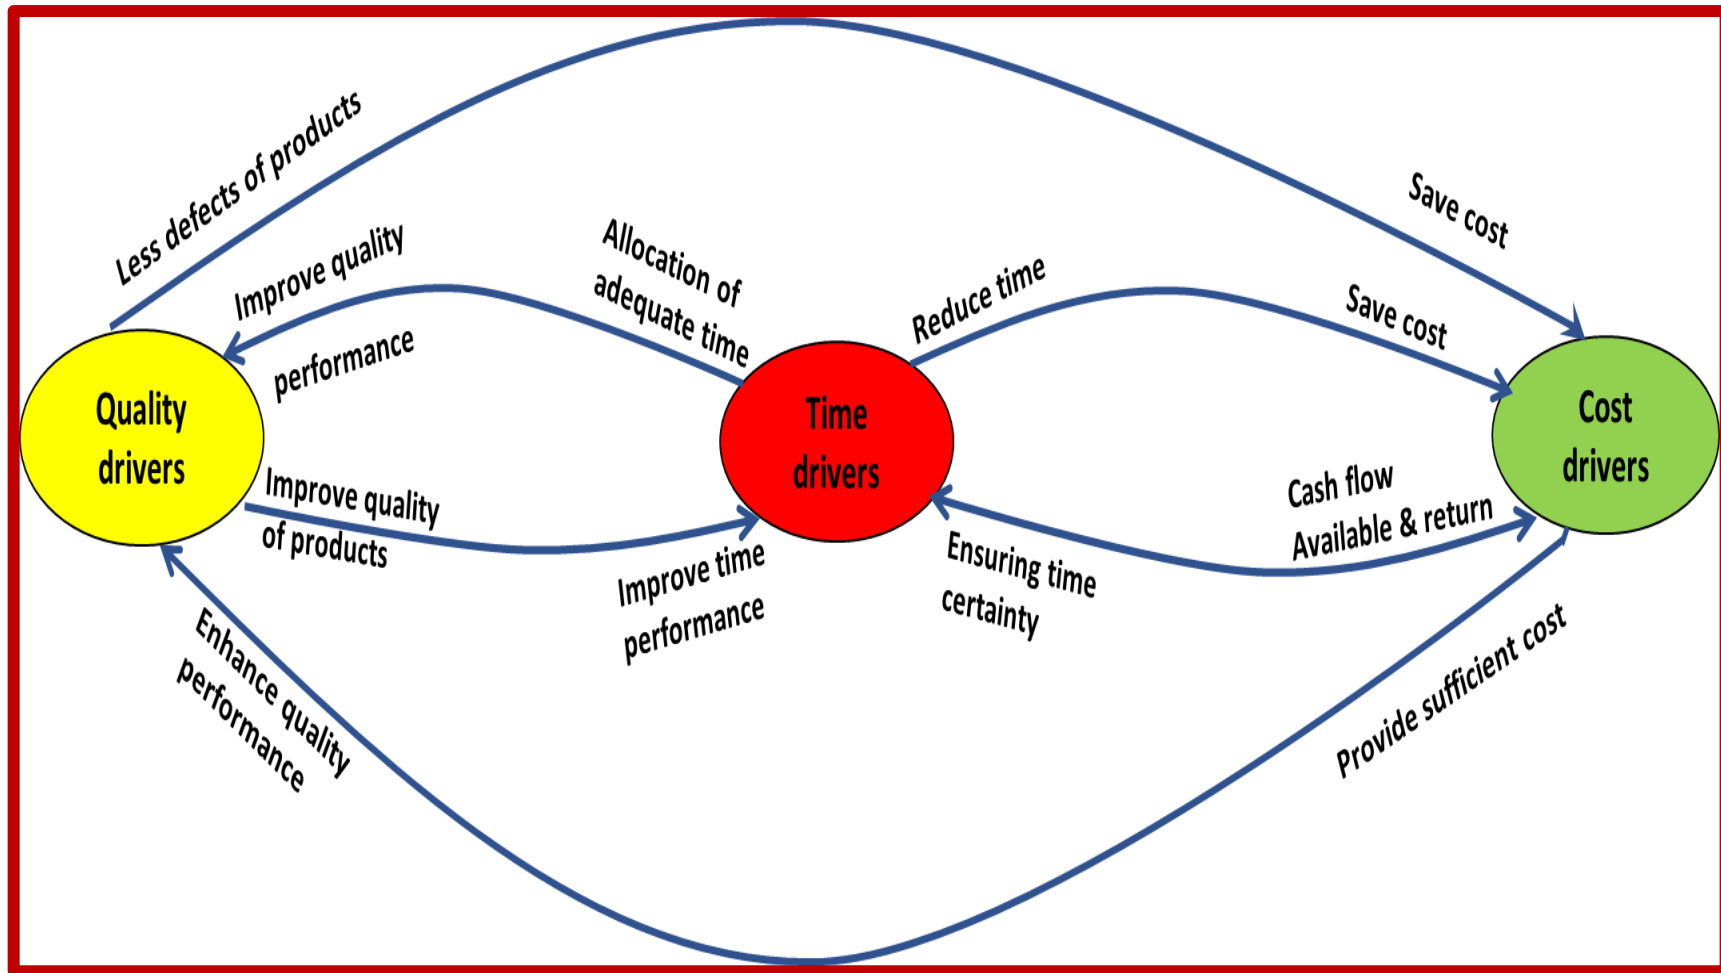 Less defects of products
Save cost
Improve quality
performance
Allocation of
adequate time
Reduce time
Save cost
Quality
drivers
Time
drivers
Cost
drivers
Improve quality
of products
Improve time
performance
Ensuring time
certainty
Cash flow
Available & return
Enhance quality
performance
Provide sufficient cost